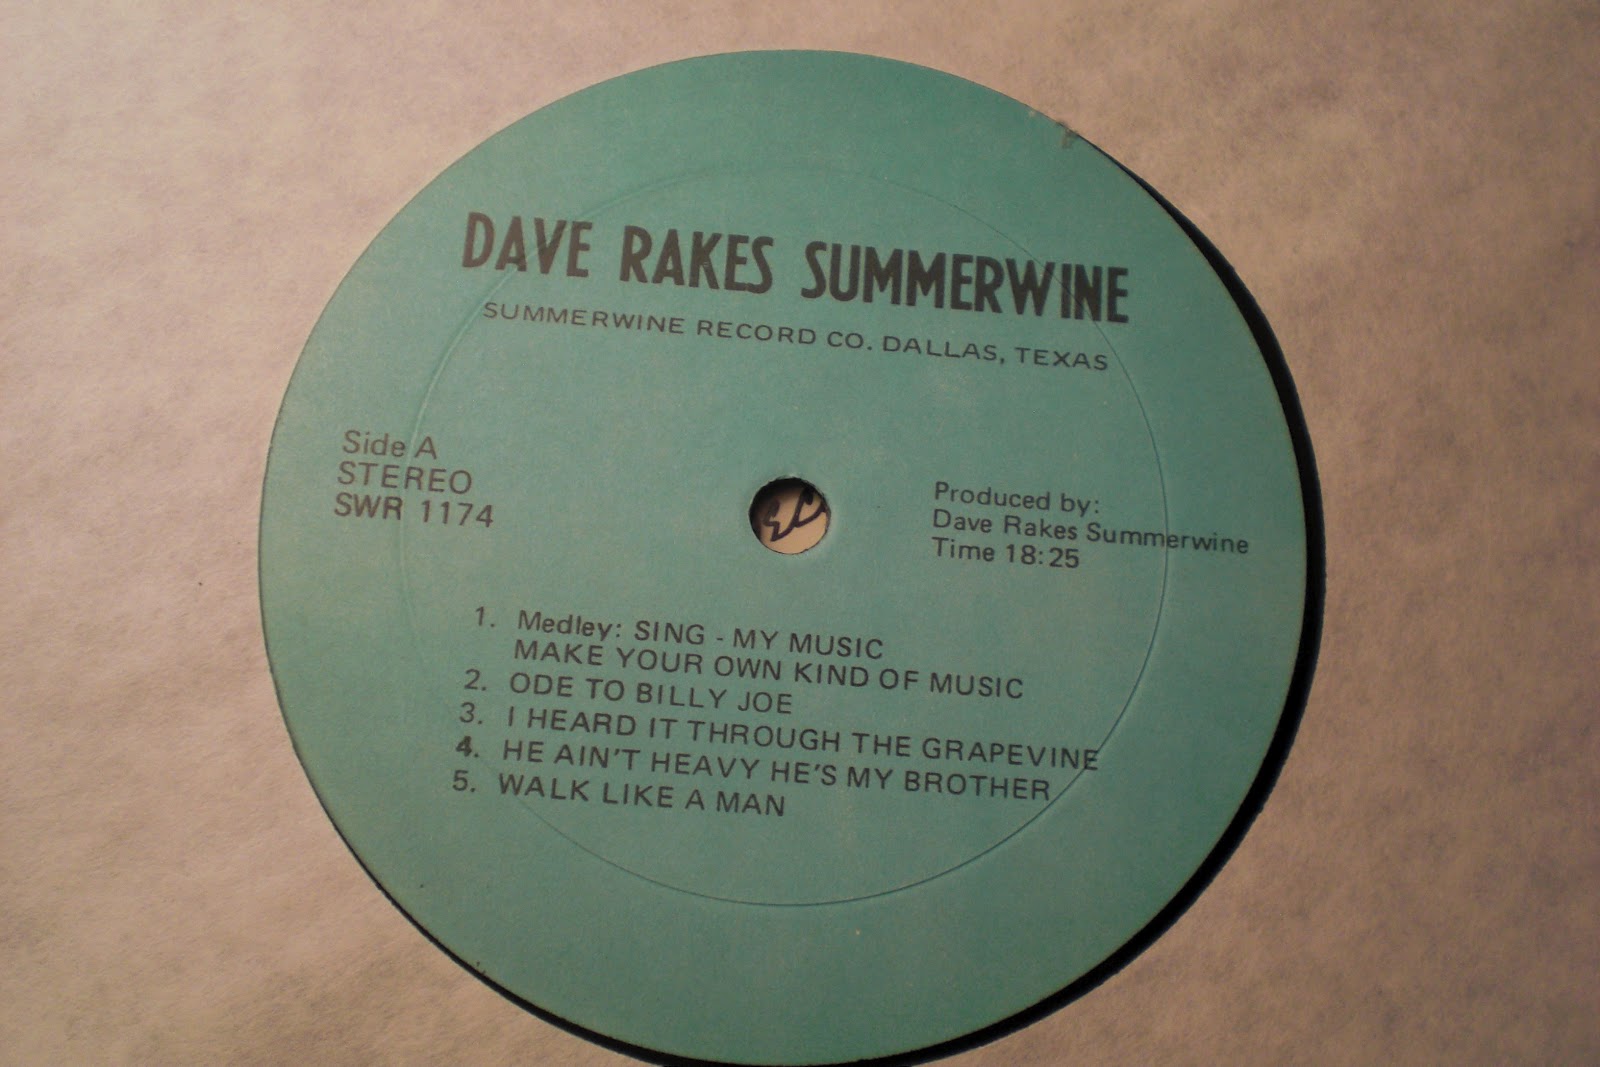 DAVE RAKES SUMMERWINE
SUMMERWINE RECORD CO. DALLAS, TEXAS
Side A
STEREO
SWR 1174
Produced by:
Dave Rakes Summerwine
Time 18:25
1. Medley: SING - MY MUSIC
MAKE YOUR OWN KIND OF MUSIC
2. ODE TO BILLY JOE
3. I HEARD IT THROUGH THE GRAPEVINE
4. HE AIN'T HEAVY HE'S MY BROTHER
5. WALK LIKE A MAN